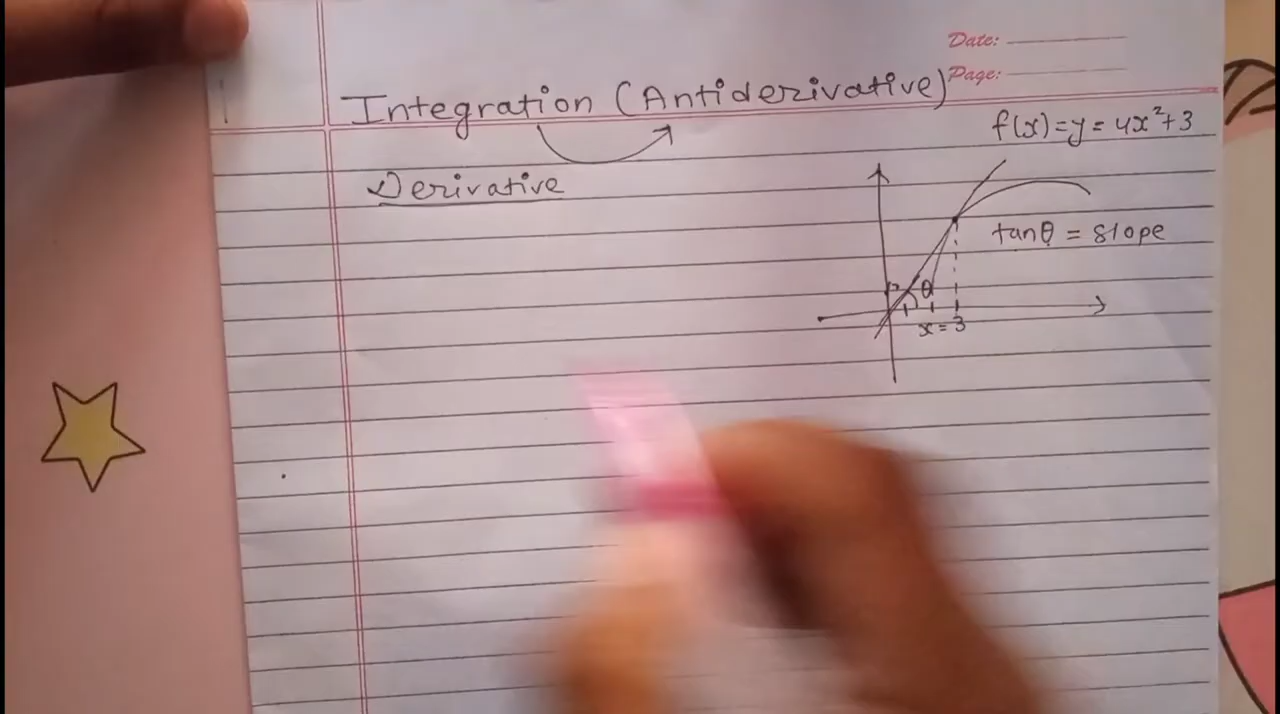 Date:
Page:
Integration (Antiderivative)
f(x)=y= 4x²+3
Derivative
tanθ = slope
θ
x=3